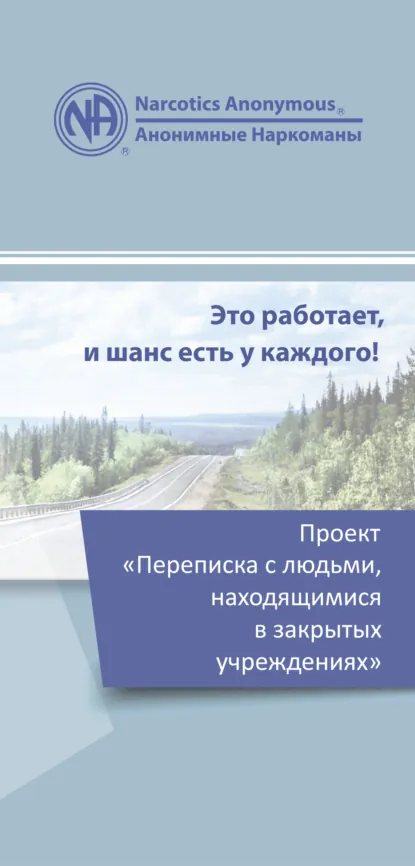 NA
®
Narcotics Anonymous®
Анонимные Наркоманы
Это работает,
и шанс есть у каждого!
Проект
«Переписка с людьми,
находящимися
в закрытых
учреждениях»